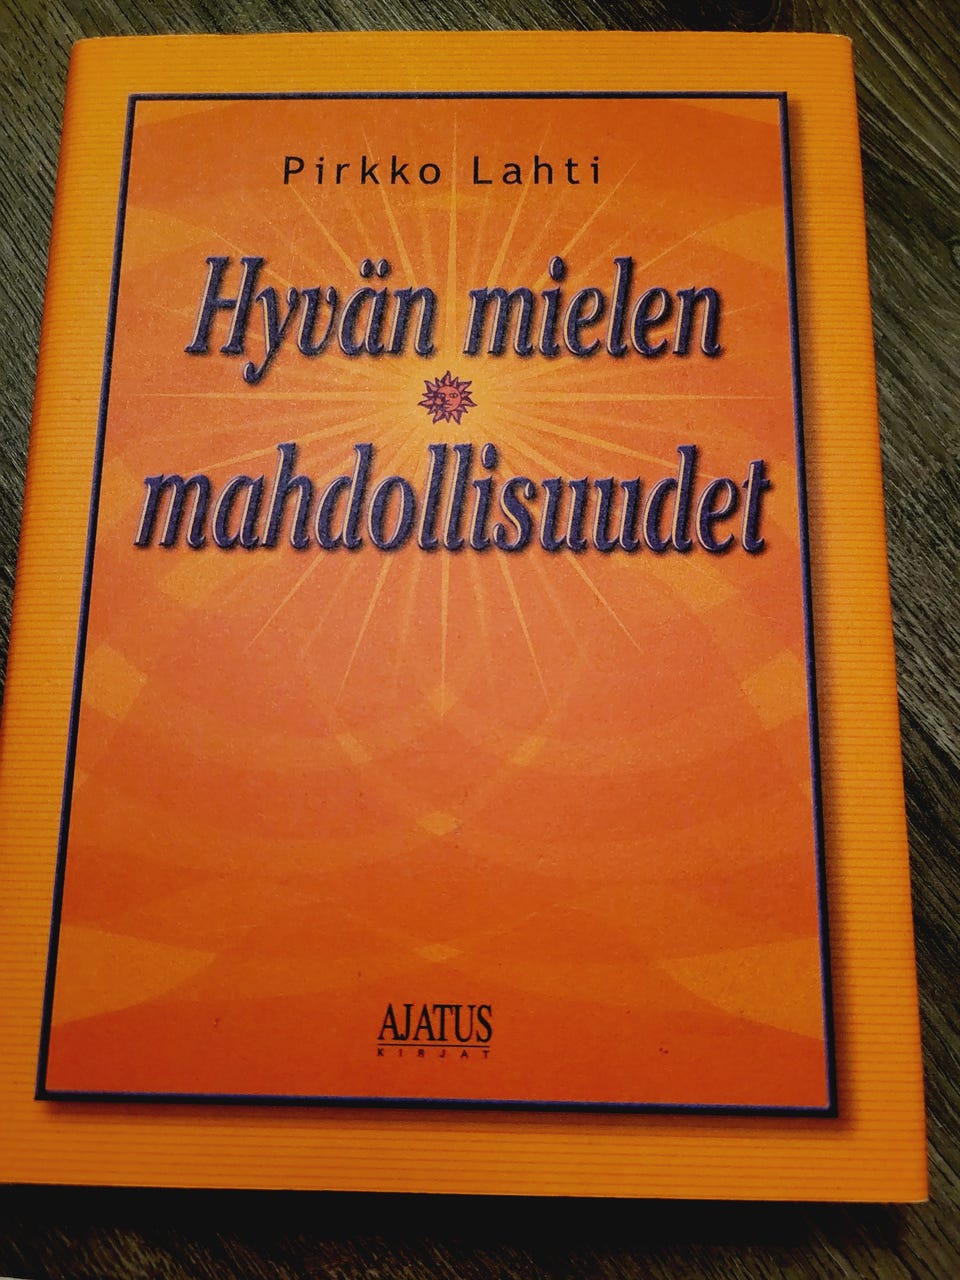 Pirkko Lahti
Hyvän mielen
mahdollisuudet
AJATUS
KIRJAT